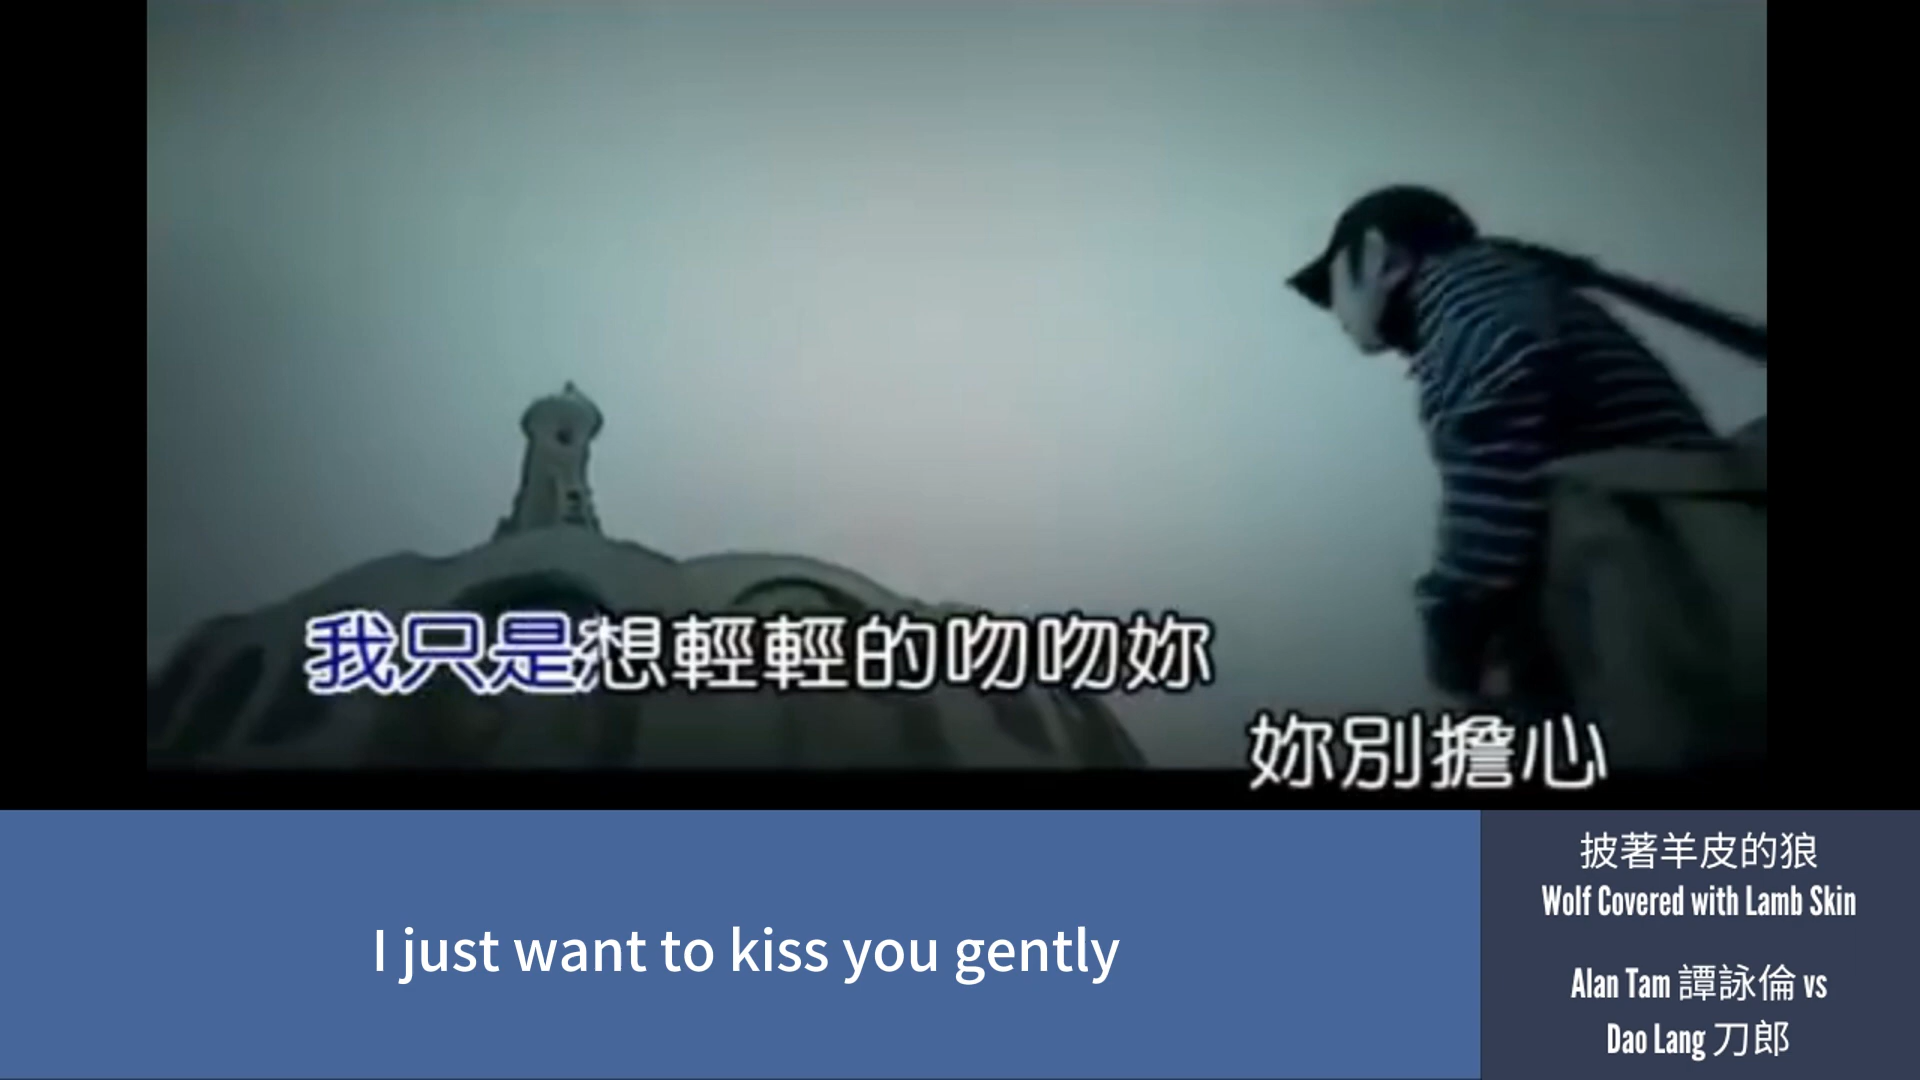 我只是想輕輕的吻吻妳
妳別擔心
I just want to kiss you gently
披著羊皮的狼
Wolf Covered with Lamb Skin
Alan Tam 譚詠倫 vs
Dao Lang 刀郎